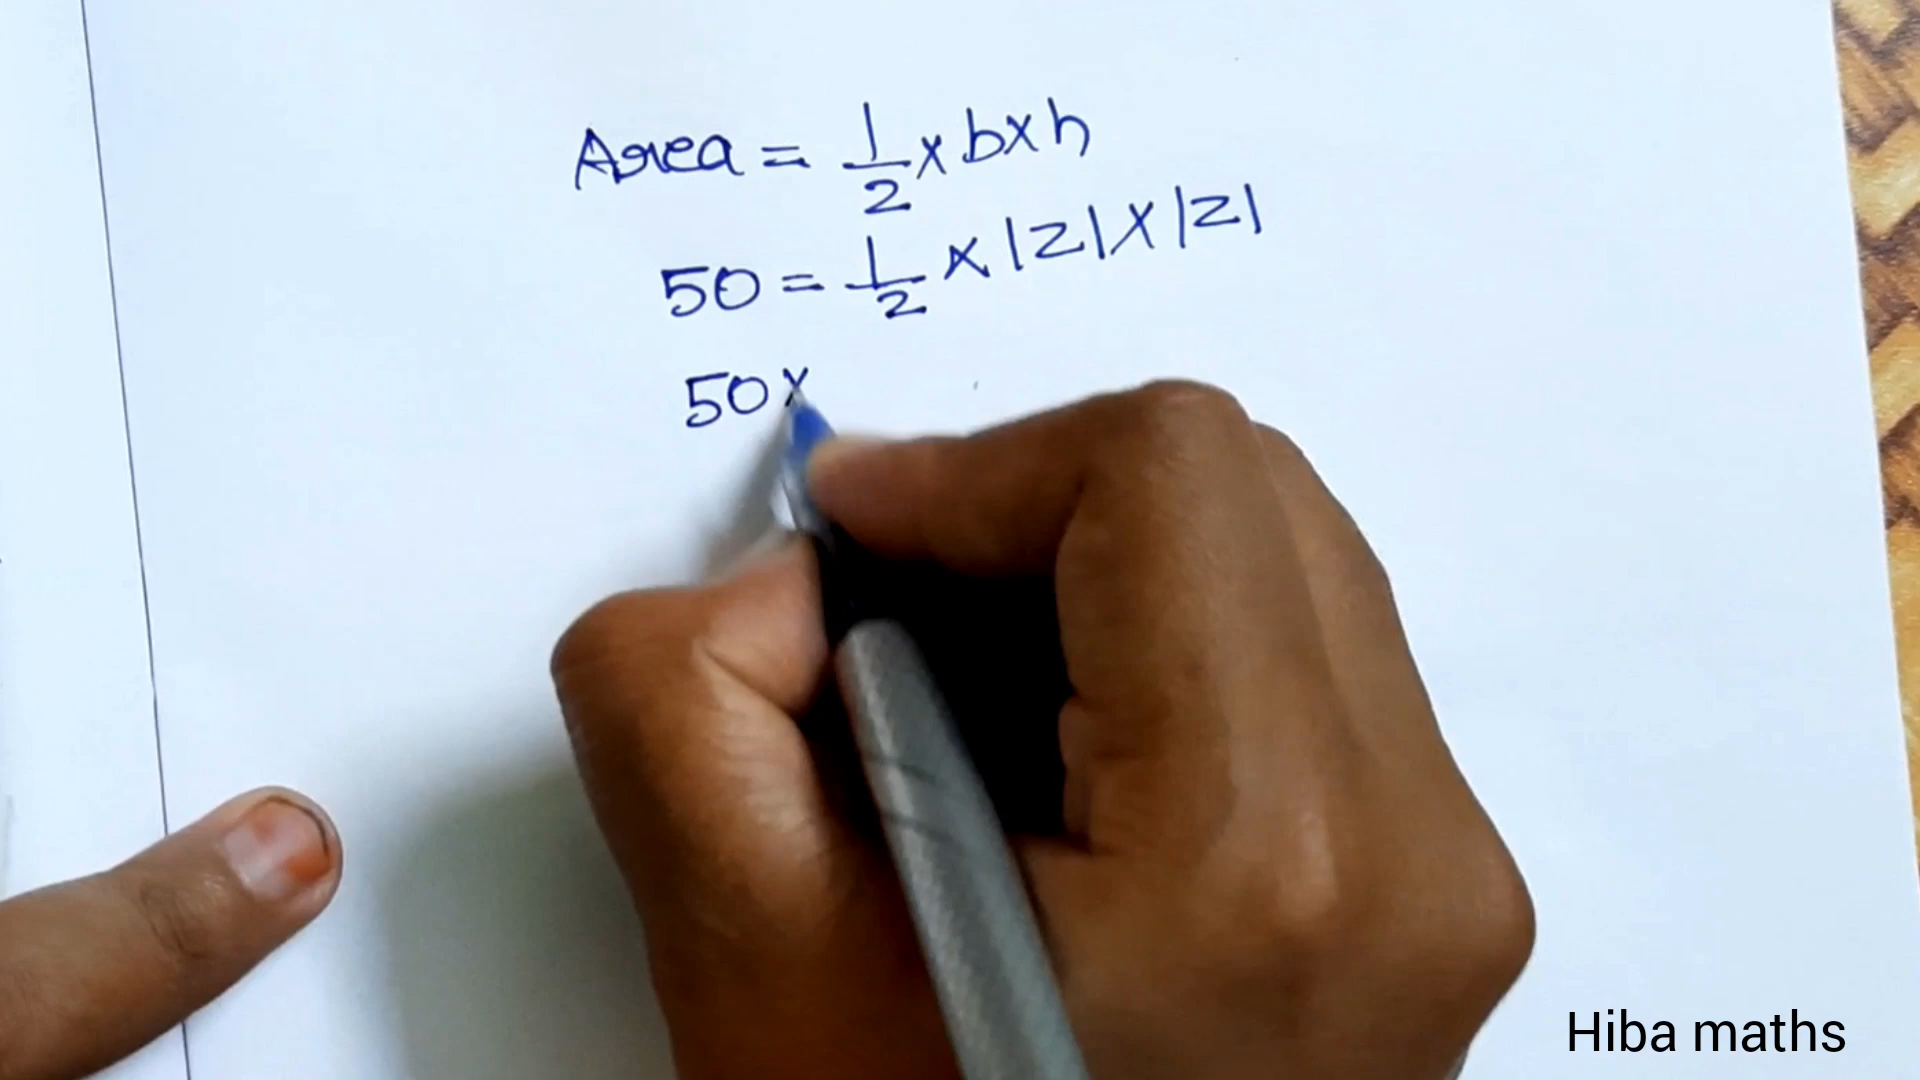 Area = 1/2 × b × h
50 = 1/2 × |z| × |z|
50 ×
Hiba maths